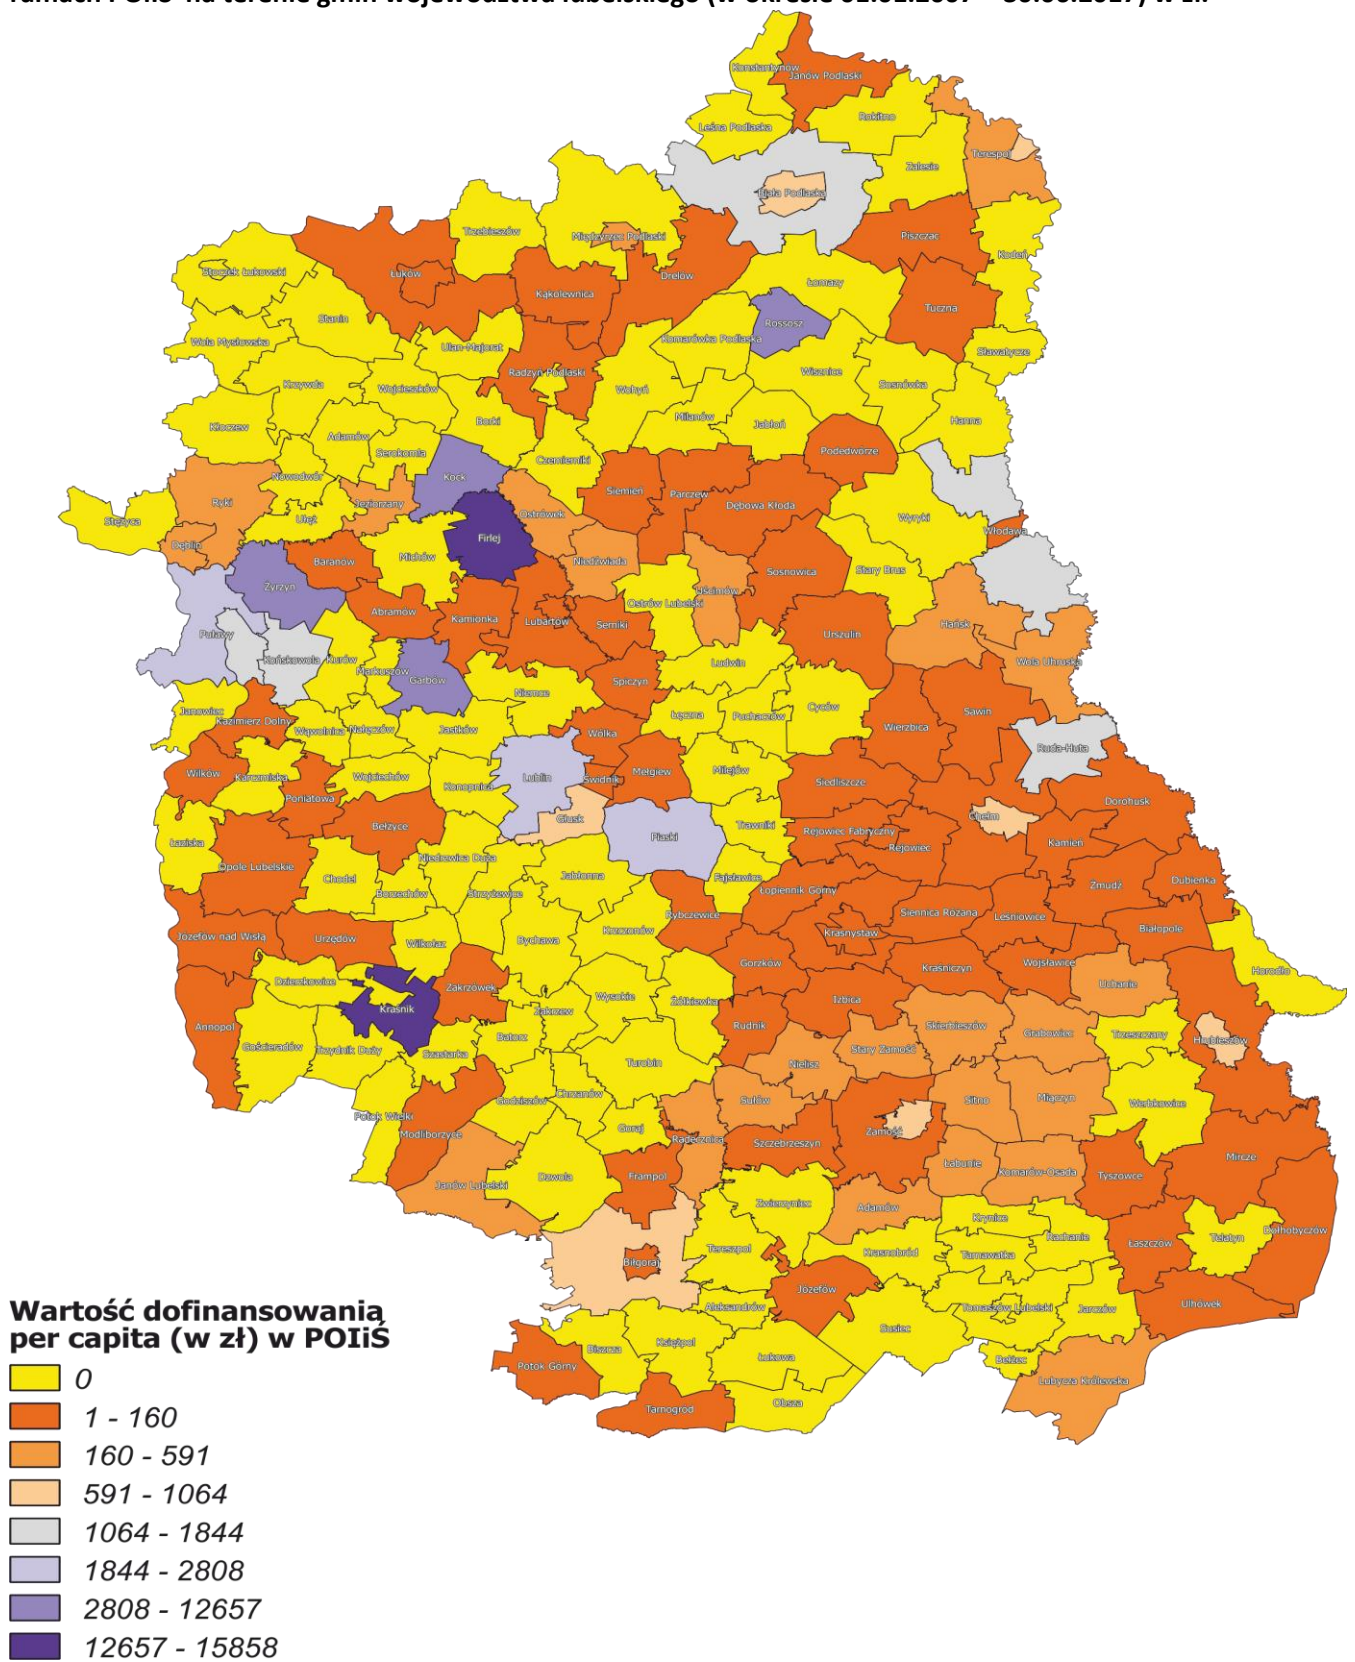 Konstantynów
Janów Podlaski
Leśna Podlaska
Rokitno
Terespol
Zalesie
Biała Podlaska
Trzebieszów
Międzyrzec Podlaski
Piszczac
Kodeń
Stoczek Łukowski
Łuków
Kąkolewnica
Drelów
Łomazy
Tuczna
Stanin
Rossosz
Wola Mysłowska
Ulan-Majorat
Komarówka Podlaska
Sławatycze
Krzywda
Wojcieszków
Radzyń Podlaski
Wohyń
Wisznice
Sosnówka
Kłoczew
Adamów
Borki
Milanów
Jabłoń
Hanna
Serokomla
Czemierniki
Podedwórze
Nowodwór
Kock
Siemień
Parczew
Dębowa Kłoda
Stężyca
Ryki
Jeziorzany
Ostrówek
Wyryki
Ułęż
Włodawa
Dęblin
Michów
Firlej
Niedźwiada
Baranów
Sosnowica
Stary Brus
Żyrzyn
Uścimów
Abramów
Kamionka
Lubartów
Serniki
Ostrów Lubelski
Puławy
Urszulin
Hańsk
Końskowola
Kurów
Markuszów
Garbów
Ludwin
Wola Uhruska
Niemce
Spiczyn
Janowiec
Kazimierz Dolny
Wąwolnica
Nałęczów
Jastków
Łęczna
Puchaczów
Cyców
Sawin
Wólka
Wierzbica
Ruda-Huta
Wilków
Karczmiska
Wojciechów
Konopnica
Lublin
Świdnik
Mełgiew
Milejów
Siedliszcze
Poniatowa
Dorohusk
Bełżyce
Głusk
Chełm
Łaziska
Piaski
Trawniki
Rejowiec Fabryczny
Rejowiec
Kamień
Opole Lubelskie
Niedrzwica Duża
Chodel
Borzechów
Strzyżewice
Jabłonna
Fajsławice
Łopiennik Górny
Żmudź
Dubienka
Rybczewice
Siennica Różana
Leśniowice
Józefów nad Wisłą
Urzędów
Wilkołaz
Bychawa
Krzczonów
Krasnystaw
Białopole
Gorzków
Kraśniczyn
Wojsławice
Horodło
Dzierzkowice
Zakrzówek
Wysokie
Żółkiewka
Izbica
Uchanie
Annopol
Kraśnik
Zakrzew
Rudnik
Skierbieszów
Grabowiec
Trzeszczany
Hrubieszów
Gościeradów
Trzydnik Duży
Szastarka
Batorz
Turobin
Nielisz
Stary Zamość
Potok Wielki
Godziszów
Chrzanów
Sułów
Sitno
Miączyn
Werbkowice
Modliborzyce
Goraj
Radecznica
Szczebrzeszyn
Zamość
Janów Lubelski
Dzwola
Frampol
Łabunie
Komarów-Osada
Tyszowce
Mircze
Zwierzyniec
Adamów
Krynice
Biłgoraj
Tereszpol
Krasnobród
Tarnawatka
Rachanie
Łaszczów
Telatyn
Dołhobyczów
Aleksandrów
Józefów
Tomaszów Lubelski
Jarczów
Ulhówek
Potok Górny
Biszcza
Księżpol
Łukowa
Susiec
Bełżec
Lubycza Królewska
Tarnogród
Obsza
Wartość dofinansowania
per capita (w zł) w POIiŚ
0
1 - 160
160 - 591
591 - 1064
1064 - 1844
1844 - 2808
2808 - 12657
12657 - 15858